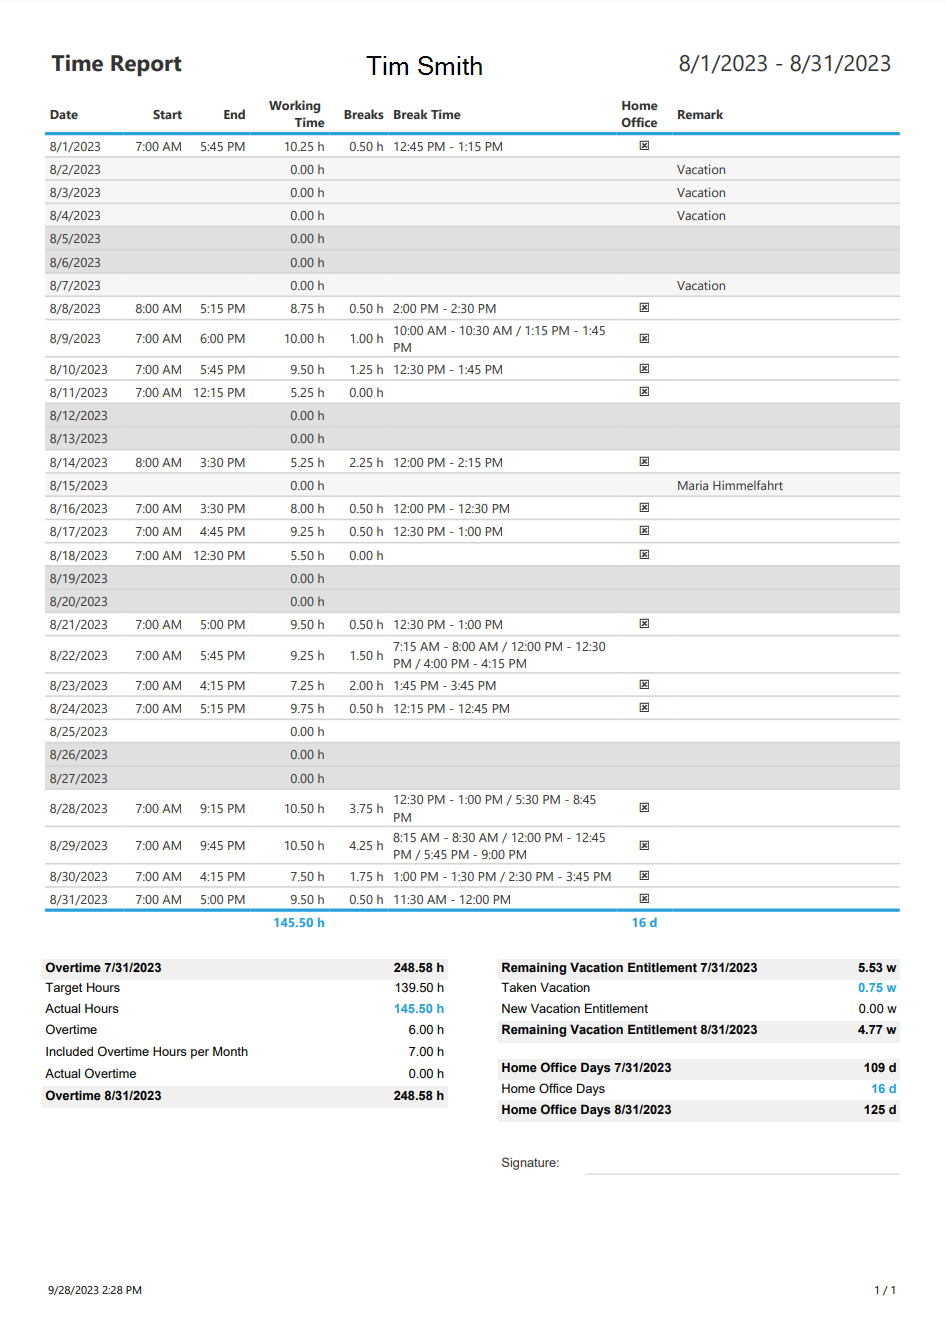 Time Report Tim Smith 8/1/2023 - 8/31/2023
Date Start End Working Time Breaks Break Time Home Office Remark
8/1/2023 7:00 AM 5:45 PM 10.25 h 0.50 h 12:45 PM - 1:15 PM ☒
8/2/2023 0.00 h Vacation
8/3/2023 0.00 h Vacation
8/4/2023 0.00 h Vacation
8/5/2023 0.00 h
8/6/2023 0.00 h
8/7/2023 0.00 h Vacation
8/8/2023 8:00 AM 5:15 PM 8.75 h 0.50 h 2:00 PM - 2:30 PM ☒
8/9/2023 7:00 AM 6:00 PM 10.00 h 1.00 h 10:00 AM - 10:30 AM / 1:15 PM - 1:45
PM ☒
8/10/2023 7:00 AM 5:45 PM 9.50 h 1.25 h 12:30 PM - 1:45 PM ☒
8/11/2023 7:00 AM 12:15 PM 5.25 h 0.00 h ☒
8/12/2023 0.00 h
8/13/2023 0.00 h
8/14/2023 8:00 AM 3:30 PM 5.25 h 2.25 h 12:00 PM - 2:15 PM ☒
8/15/2023 0.00 h Maria Himmelfahrt
8/16/2023 7:00 AM 3:30 PM 8.00 h 0.50 h 12:00 PM - 12:30 PM ☒
8/17/2023 7:00 AM 4:45 PM 9.25 h 0.50 h 12:30 PM - 1:00 PM ☒
8/18/2023 7:00 AM 12:30 PM 5.50 h 0.00 h ☒
8/19/2023 0.00 h
8/20/2023 0.00 h
8/21/2023 7:00 AM 5:00 PM 9.50 h 0.50 h 12:30 PM - 1:00 PM ☒
8/22/2023 7:00 AM 5:45 PM 9.25 h 1.50 h 7:15 AM - 8:00 AM / 12:00 PM - 12:30
PM / 4:00 PM - 4:15 PM
8/23/2023 7:00 AM 4:15 PM 7.25 h 2.00 h 1:45 PM - 3:45 PM ☒
8/24/2023 7:00 AM 5:15 PM 9.75 h 0.50 h 12:15 PM - 12:45 PM ☒
8/25/2023 0.00 h
8/26/2023 0.00 h
8/27/2023 0.00 h
8/28/2023 7:00 AM 9:15 PM 10.50 h 3.75 h 12:30 PM - 1:00 PM / 5:30 PM - 8:45
PM ☒
8/29/2023 7:00 AM 9:45 PM 10.50 h 4.25 h 8:15 AM - 8:30 AM / 12:00 PM - 12:45
PM / 5:45 PM - 9:00 PM ☒
8/30/2023 7:00 AM 4:15 PM 7.50 h 1.75 h 1:00 PM - 1:30 PM / 2:30 PM - 3:45 PM ☒
8/31/2023 7:00 AM 5:00 PM 9.50 h 0.50 h 11:30 AM - 12:00 PM ☒
145.50 h 16 d
Overtime 7/31/2023 248.58 h
Target Hours 139.50 h
Actual Hours 145.50 h
Overtime 6.00 h
Included Overtime Hours per Month 7.00 h
Actual Overtime 0.00 h
Overtime 8/31/2023 248.58 h
Remaining Vacation Entitlement 7/31/2023 5.53 w
Taken Vacation 0.75 w
New Vacation Entitlement 0.00 w
Remaining Vacation Entitlement 8/31/2023 4.77 w
Home Office Days 7/31/2023 109 d
Home Office Days 16 d
Home Office Days 8/31/2023 125 d
Signature:
9/28/2023 2:28 PM 1 / 1